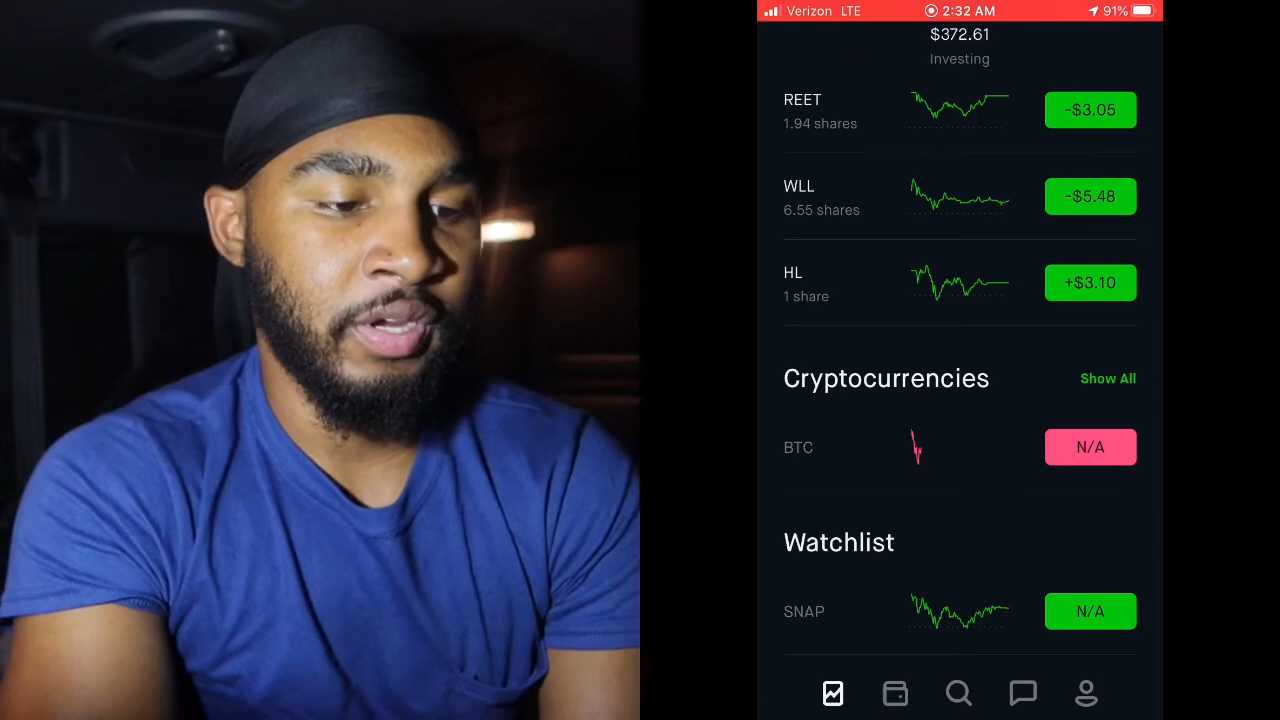 Verizon LTE 2:32 AM 91%
$372.61
Investing
REET
1.94 shares
-$3.05
WLL
6.55 shares
-$5.48
HL
1 share
+$3.10
Cryptocurrencies Show All
BTC N/A
Watchlist
SNAP N/A